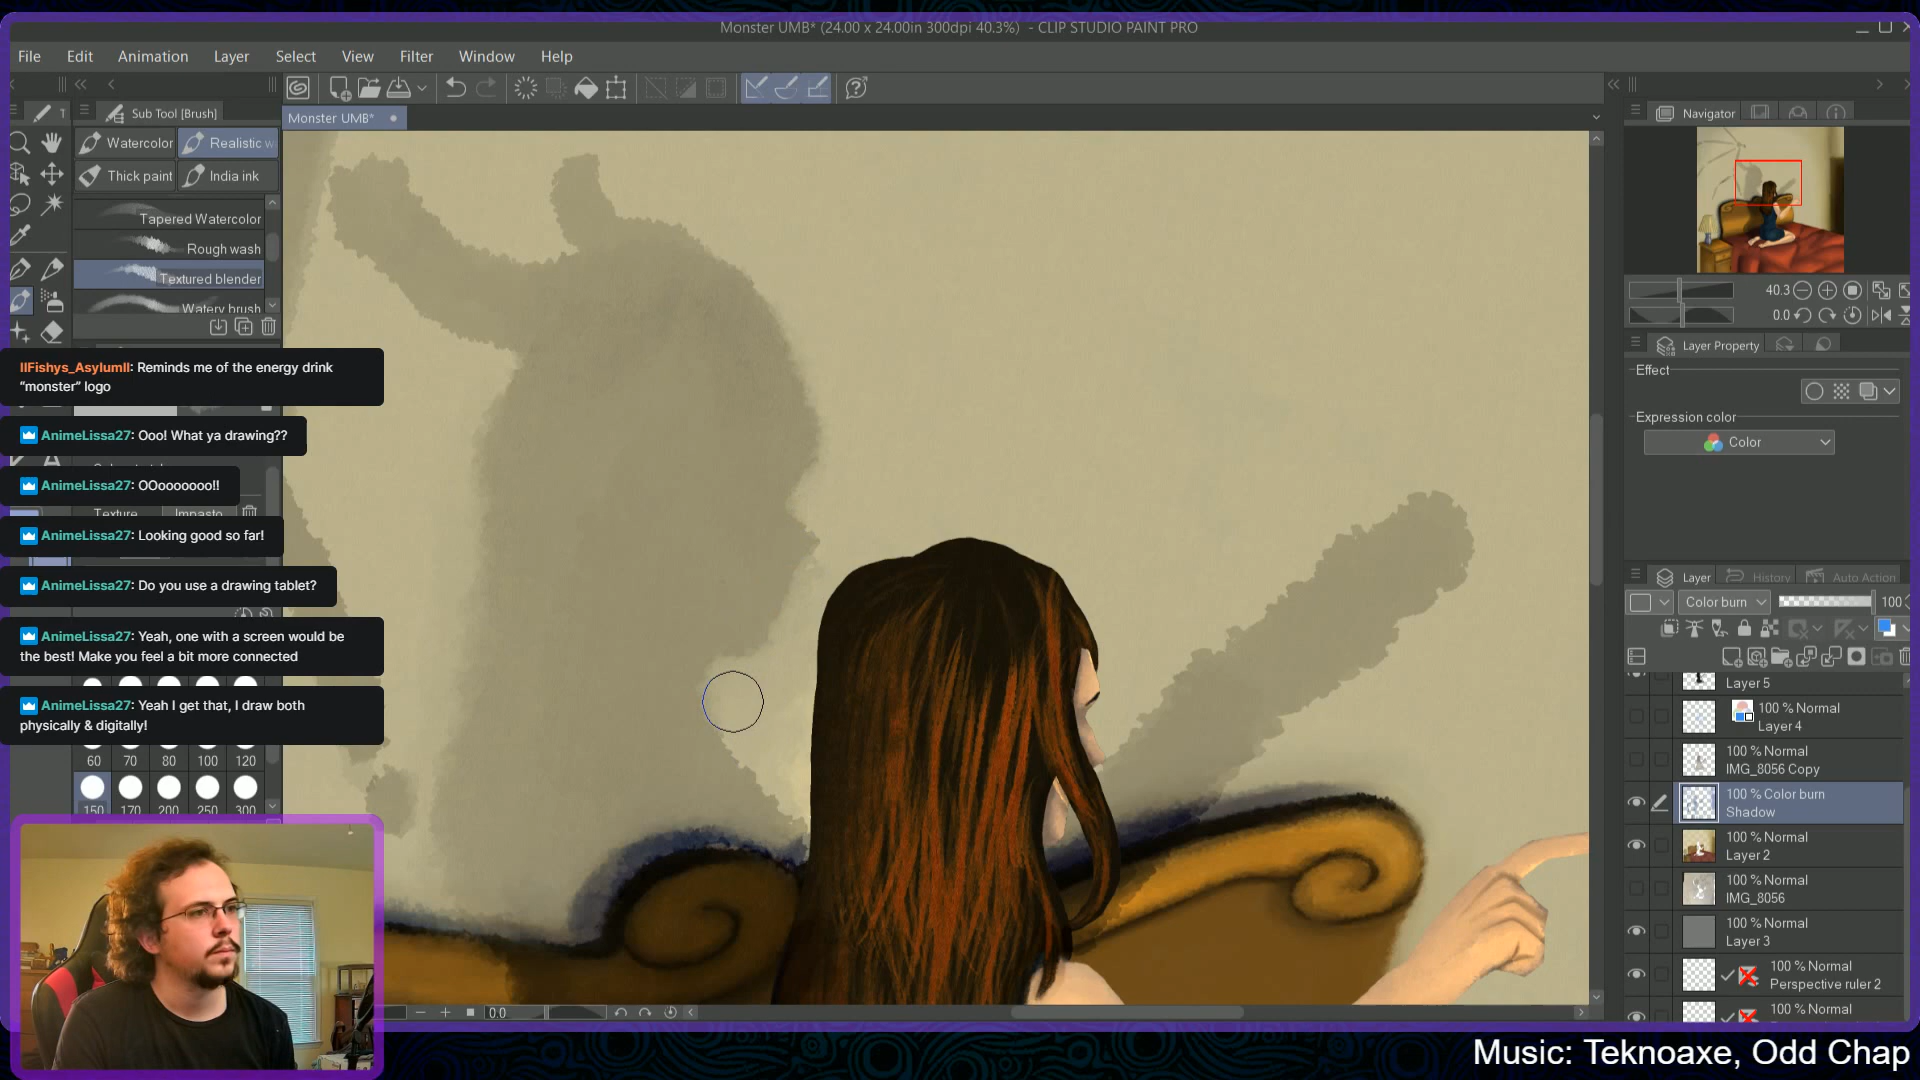 Monster UMB* (24.00 x 24.00in 300dpi 40.3%) - CLIP STUDIO PAINT PRO
File Edit Animation Layer Select View Filter Window Help
Sub Tool [Brush]
Monster UMB*
Watercolor Realistic w
Thick paint India ink
Tapered Watercolor
Rough wash
Textured blender
Watery brush
IIFishys_AsylumII: Reminds me of the energy drink
“monster” logo
AnimeLissa27: Ooo! What ya drawing??
AnimeLissa27: OOooooooo!!
Texture Impasto
AnimeLissa27: Looking good so far!
AnimeLissa27: Do you use a drawing tablet?
AnimeLissa27: Yeah, one with a screen would be
the best! Make you feel a bit more connected
AnimeLissa27: Yeah I get that, I draw both
physically & digitally!
60 70 80 100 120
150 170 200 250 300
0.0
Navigator
40.3
0.0
Layer Property
Effect
Expression color
Color
Layer History Auto Action
Color burn 100
Layer 5
100 % Normal
Layer 4
100 % Normal
IMG_8056 Copy
100 % Color burn
Shadow
100 % Normal
Layer 2
100 % Normal
IMG_8056
100 % Normal
Layer 3
100 % Normal
Perspective ruler 2
100 % Normal
Music: Teknoaxe, Odd Chap